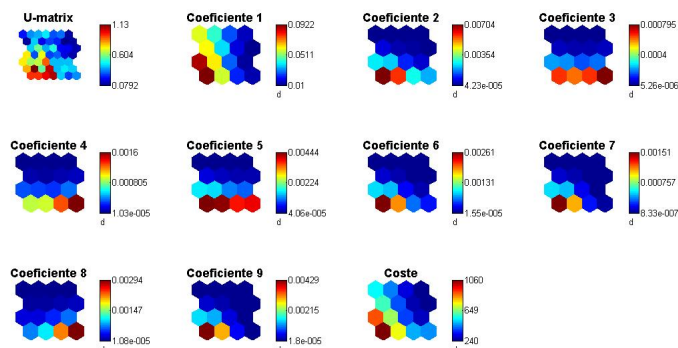 U-matrix
1.13
0.604
0.0792
Coeficiente 1
0.0922
0.0511
0.01
d
Coeficiente 2
0.00704
0.00354
4.23e-005
d
Coeficiente 3
0.000795
0.0004
5.26e-006
d
Coeficiente 4
0.0016
0.000805
1.03e-005
d
Coeficiente 5
0.00444
0.00224
4.06e-005
d
Coeficiente 6
0.00261
0.00131
1.55e-005
d
Coeficiente 7
0.00151
0.000757
8.33e-007
d
Coeficiente 8
0.00294
0.00147
1.08e-005
Coeficiente 9
0.00429
0.00215
1.8e-005
Coste
1060
649
240